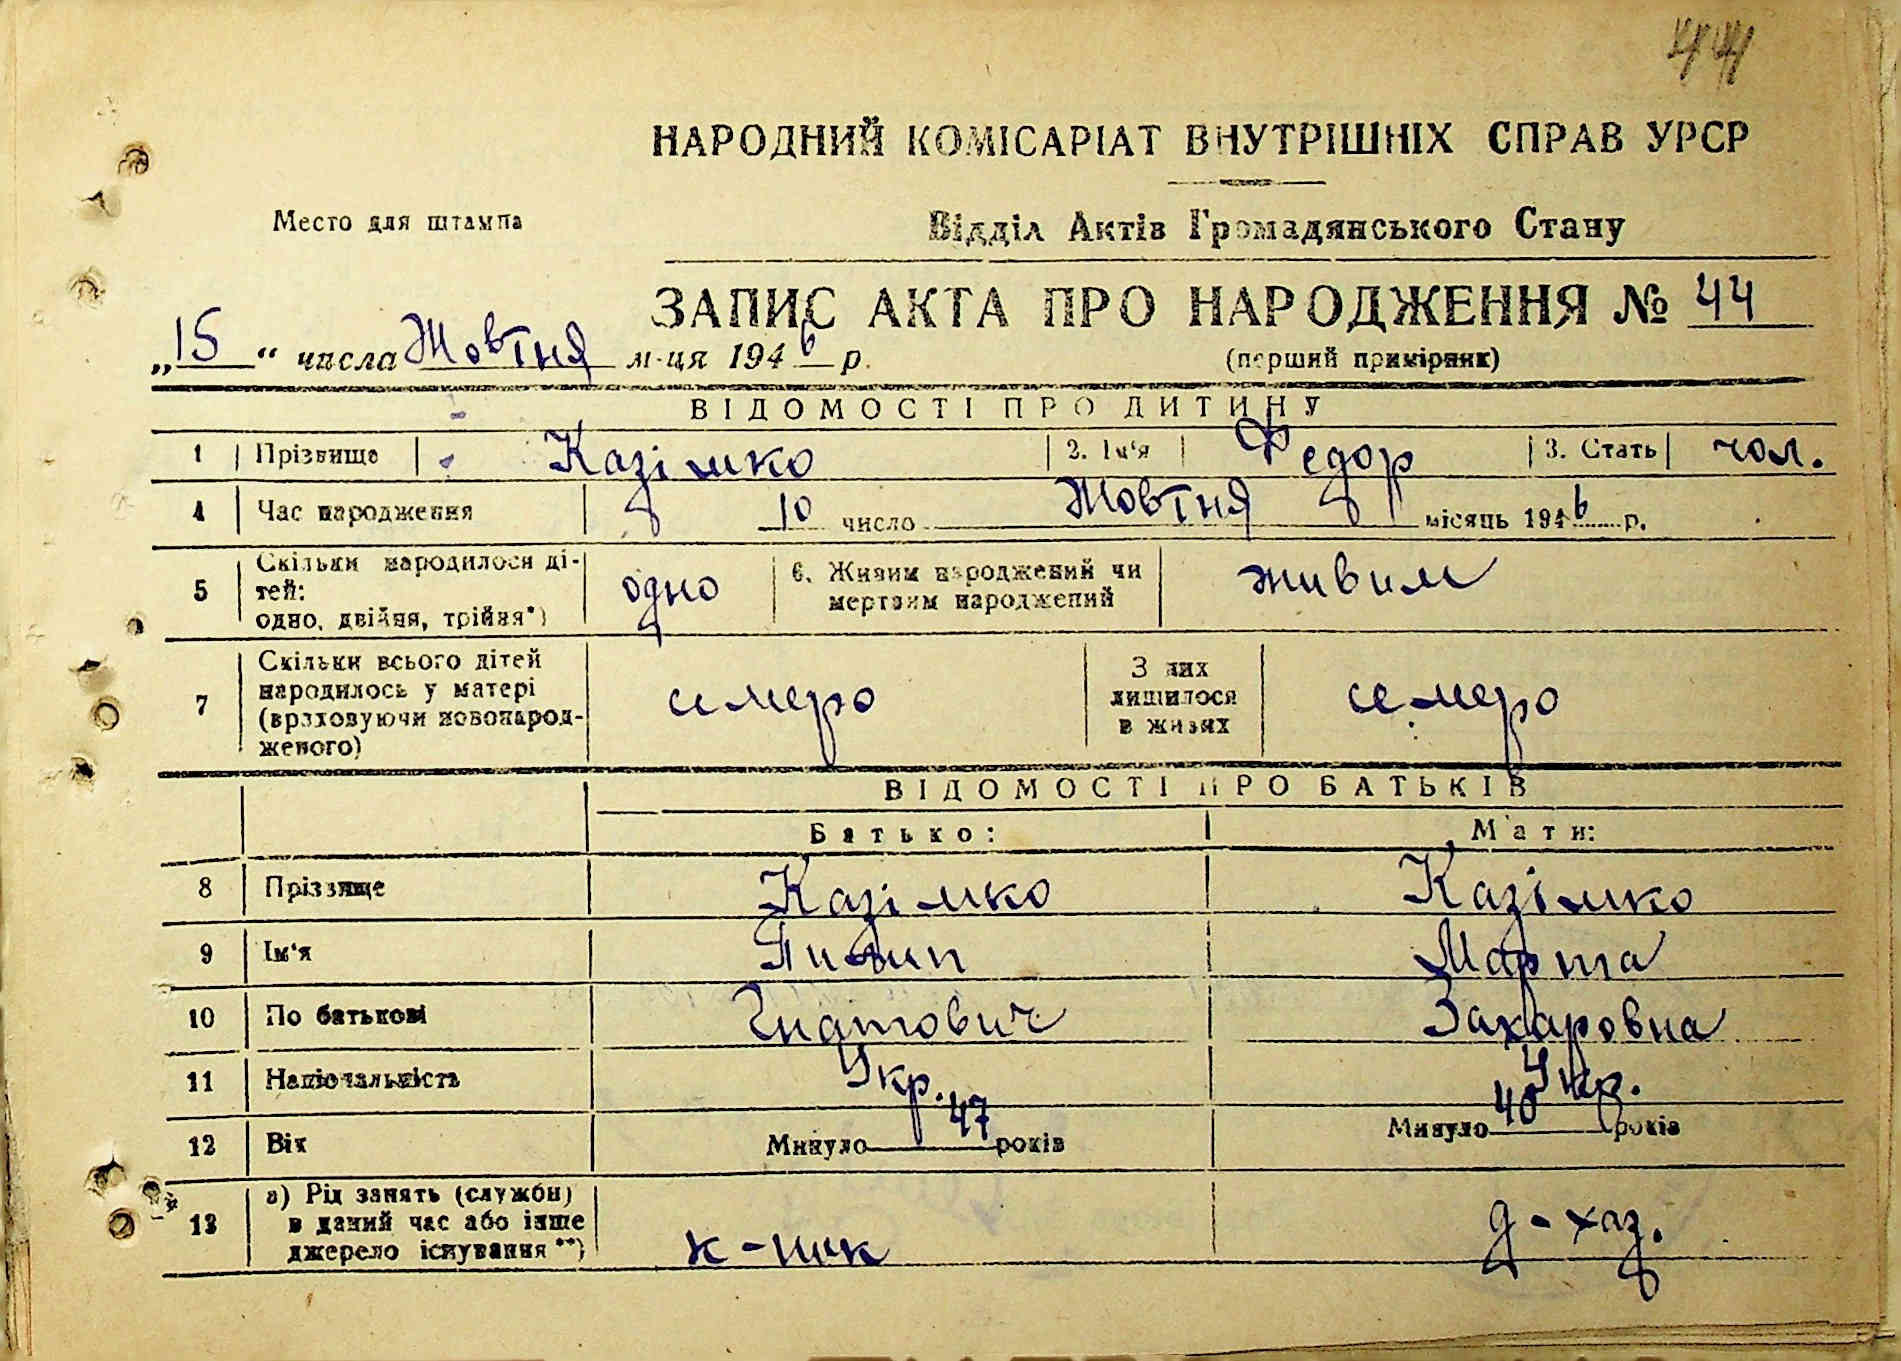 44
НАРОДНИЙ КОМІСАРІАТ ВНУТРІШНІХ СПРАВ УРСР
Место для штампа
Відділ Актів Громадянського Стану
ЗАПИС АКТА ПРО НАРОДЖЕННЯ № 44
„15“ числа Жовтня м-ця 1946 р.
(перший примірник)
ВІДОМОСТІ ПРО ДИТИНУ
1 Прізвище Казімко 2. Ім'я Федор 3. Стать чол.
4 Час народження 10 число Жовтня місяць 1946 р.
5 Скільки народилося ді-
тей:
одно, двійня, трійня*)
одно
6. Живим народжений чи
мертвим народжений
живим
7 Скільки всього дітей
народилось у матері
(враховуючи новонарод-
женого)
семеро
З них
лишилося
в живих
семеро
ВІДОМОСТІ ПРО БАТЬКІВ
Батько: Мати:
8 Прізвище Казімко Казімко
9 Ім'я Пилип Марта
10 По батькові Гнатович Захаровна
11 Національність Укр. Укр.
12 Вік Минуло 47 років Минуло 40 років
13 а) Рід занять (служби)
в даний час або інше
джерело існування**)
к-ник д-хаз.